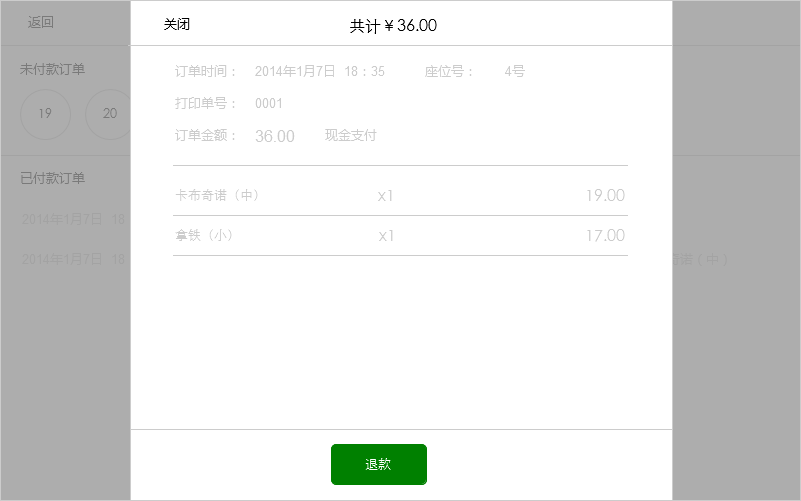 返回
关闭 共计￥36.00
未付款订单
19 20
已付款订单
2014年1月7日 18
2014年1月7日 18
订单时间： 2014年1月7日 18：35 座位号： 4号
打印单号： 0001
订单金额： 36.00 现金支付
卡布奇诺（中） x1 19.00
拿铁（小） x1 17.00
（中）
退款